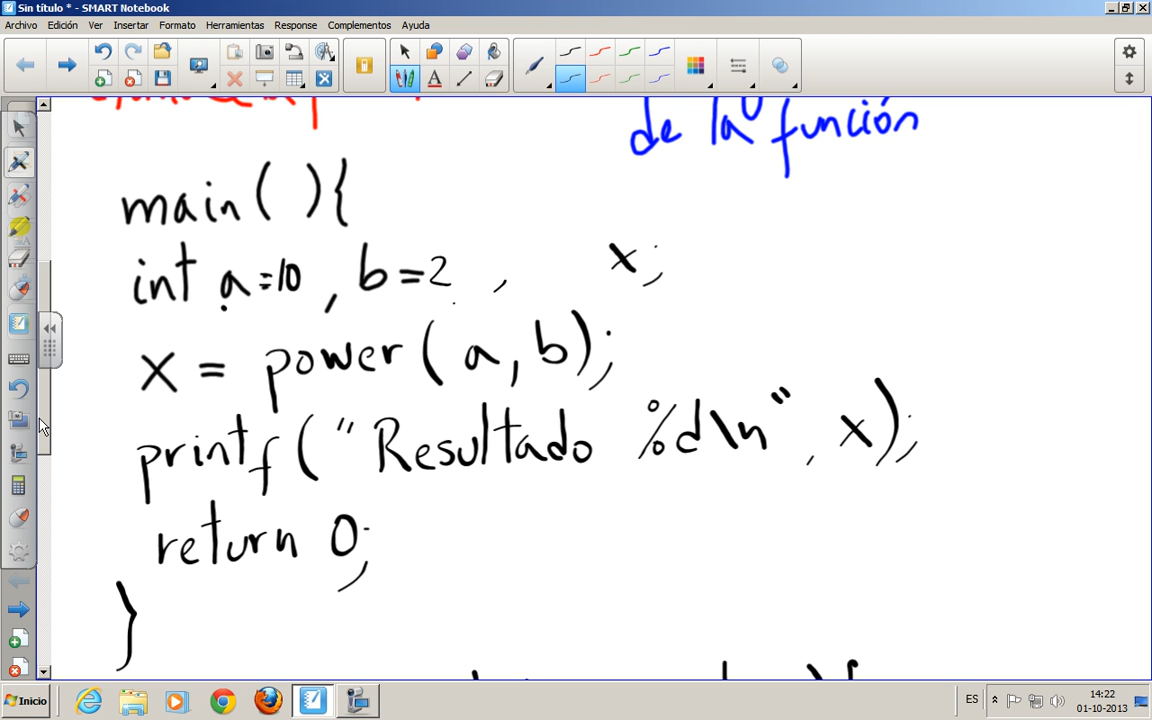 Sin título * - SMART Notebook
Archivo Edición Ver Insertar Formato Herramientas Response Complementos Ayuda
de la función
main( ){
int a=10, b=2 , x;
x = power(a, b);
printf("Resultado %d\n", x);
return 0;
}
Inicio
ES
14:22
01-10-2013